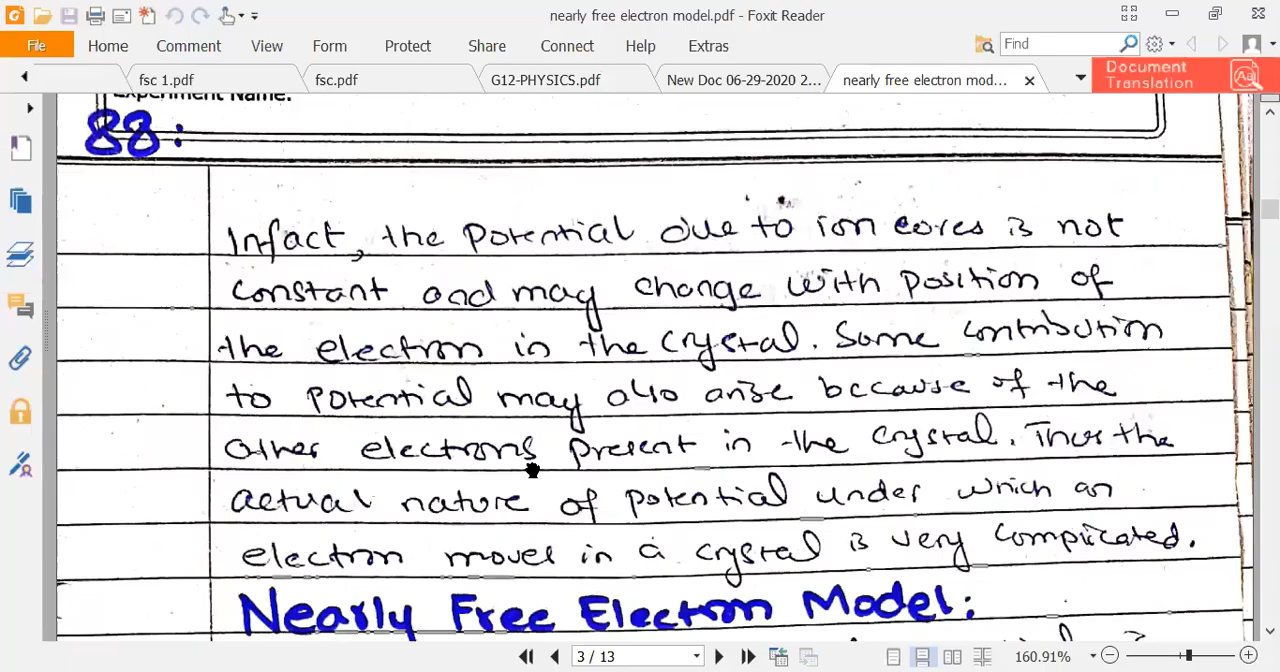 nearly free electron model.pdf - Foxit Reader
File Home Comment View Form Protect Share Connect Help Extras Find
fsc 1.pdf fsc.pdf G12-PHYSICS.pdf New Doc 06-29-2020 2... nearly free electron mod... Document
Translation
Experiment Name:
88:
Infact, the potential due to ion cores is not
constant and may change with position of
the electron in the crystal. Some contribution
to potential may also arise because of the
other electrons present in the crystal. Thus the
actual nature of potential under which an
electron moves in a crystal is very complicated.
Nearly Free Electron Model:
3 / 13 160.91%